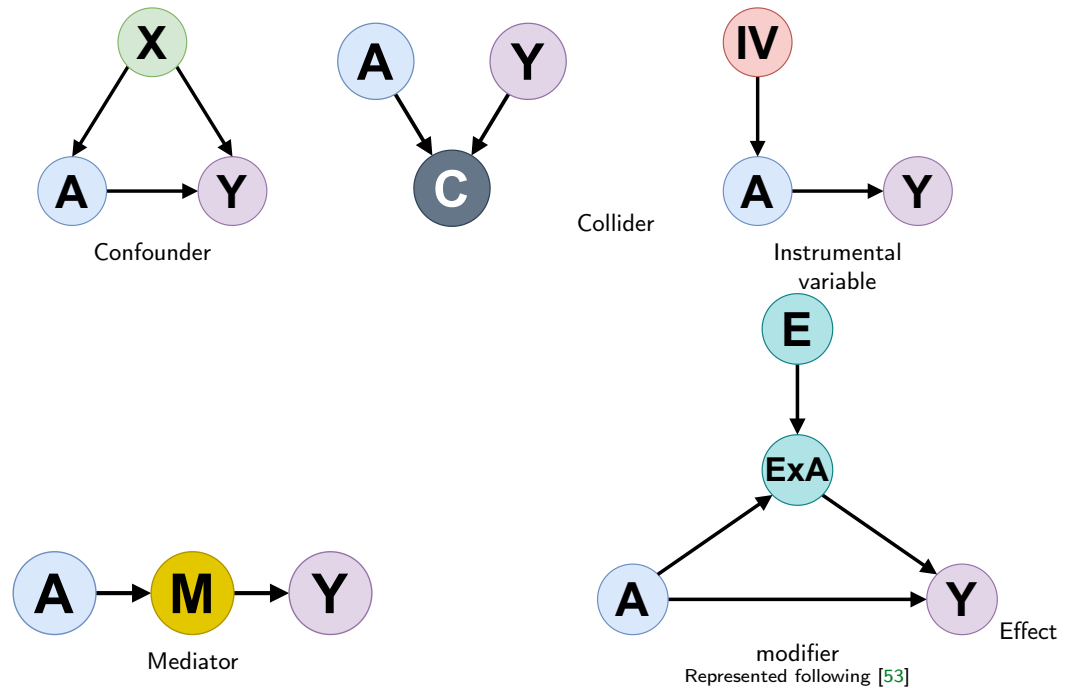 X
A
Y
Confounder
A
Y
C
Collider
IV
A
Y
Instrumental
variable
A
M
Y
Mediator
E
ExA
A
Y
Effect
modifier
Represented following [53]